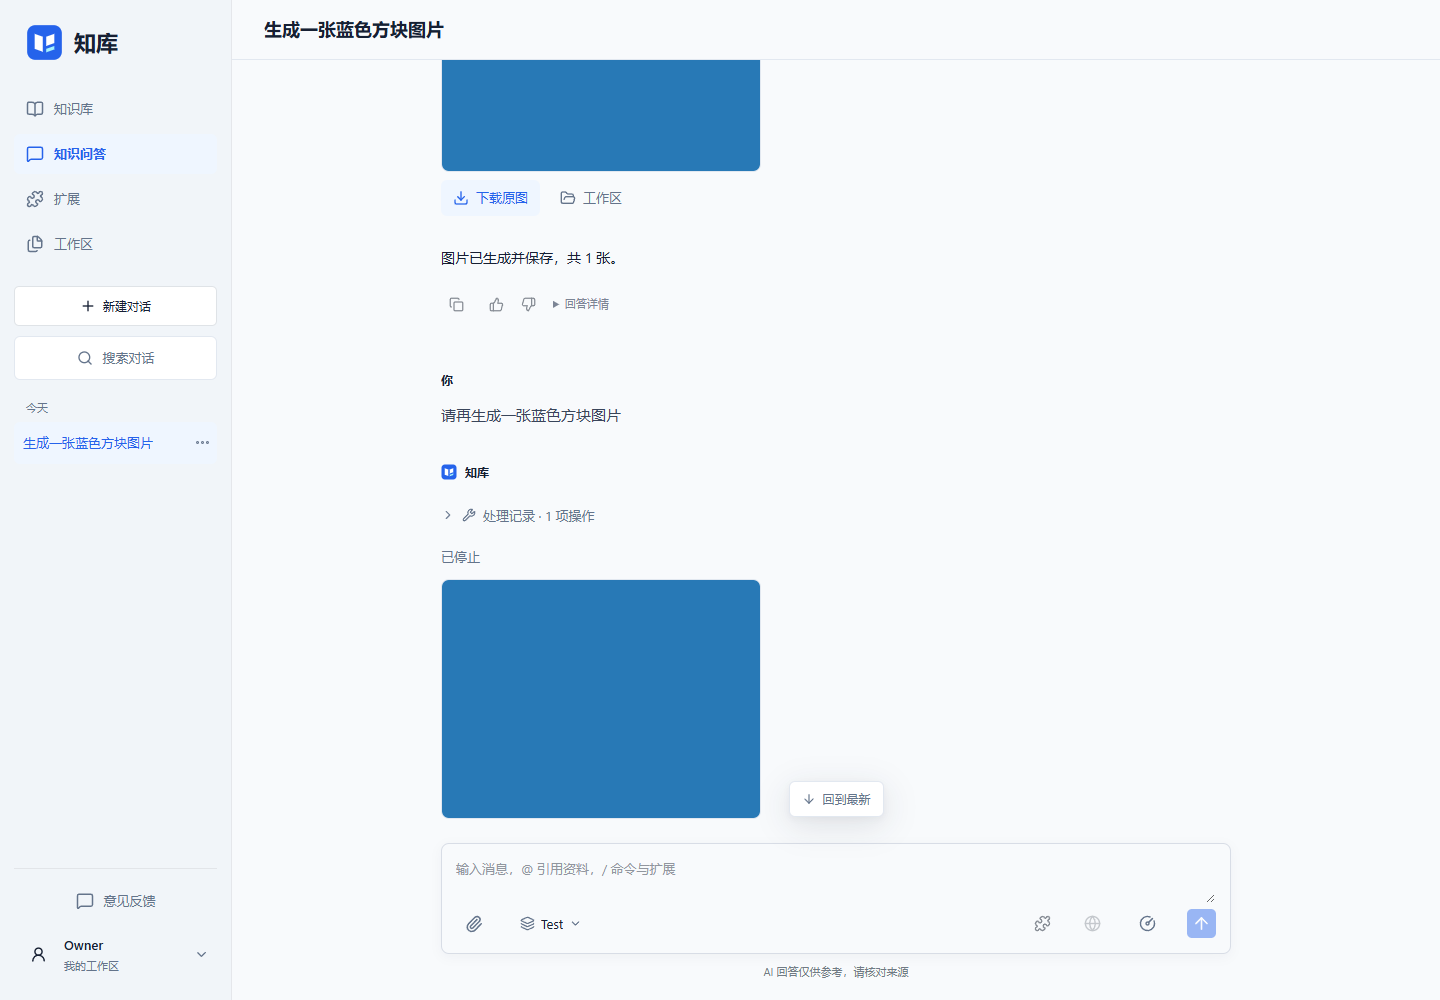 知库
知识库
知识问答
扩展
工作区
新建对话
搜索对话
今天
生成一张蓝色方块图片
意见反馈
Owner
我的工作区
生成一张蓝色方块图片
下载原图
工作区
图片已生成并保存，共 1 张。
回答详情
你
请再生成一张蓝色方块图片
知库
处理记录 · 1 项操作
已停止
回到最新
输入消息，@ 引用资料，/ 命令与扩展
Test
AI 回答仅供参考，请核对来源